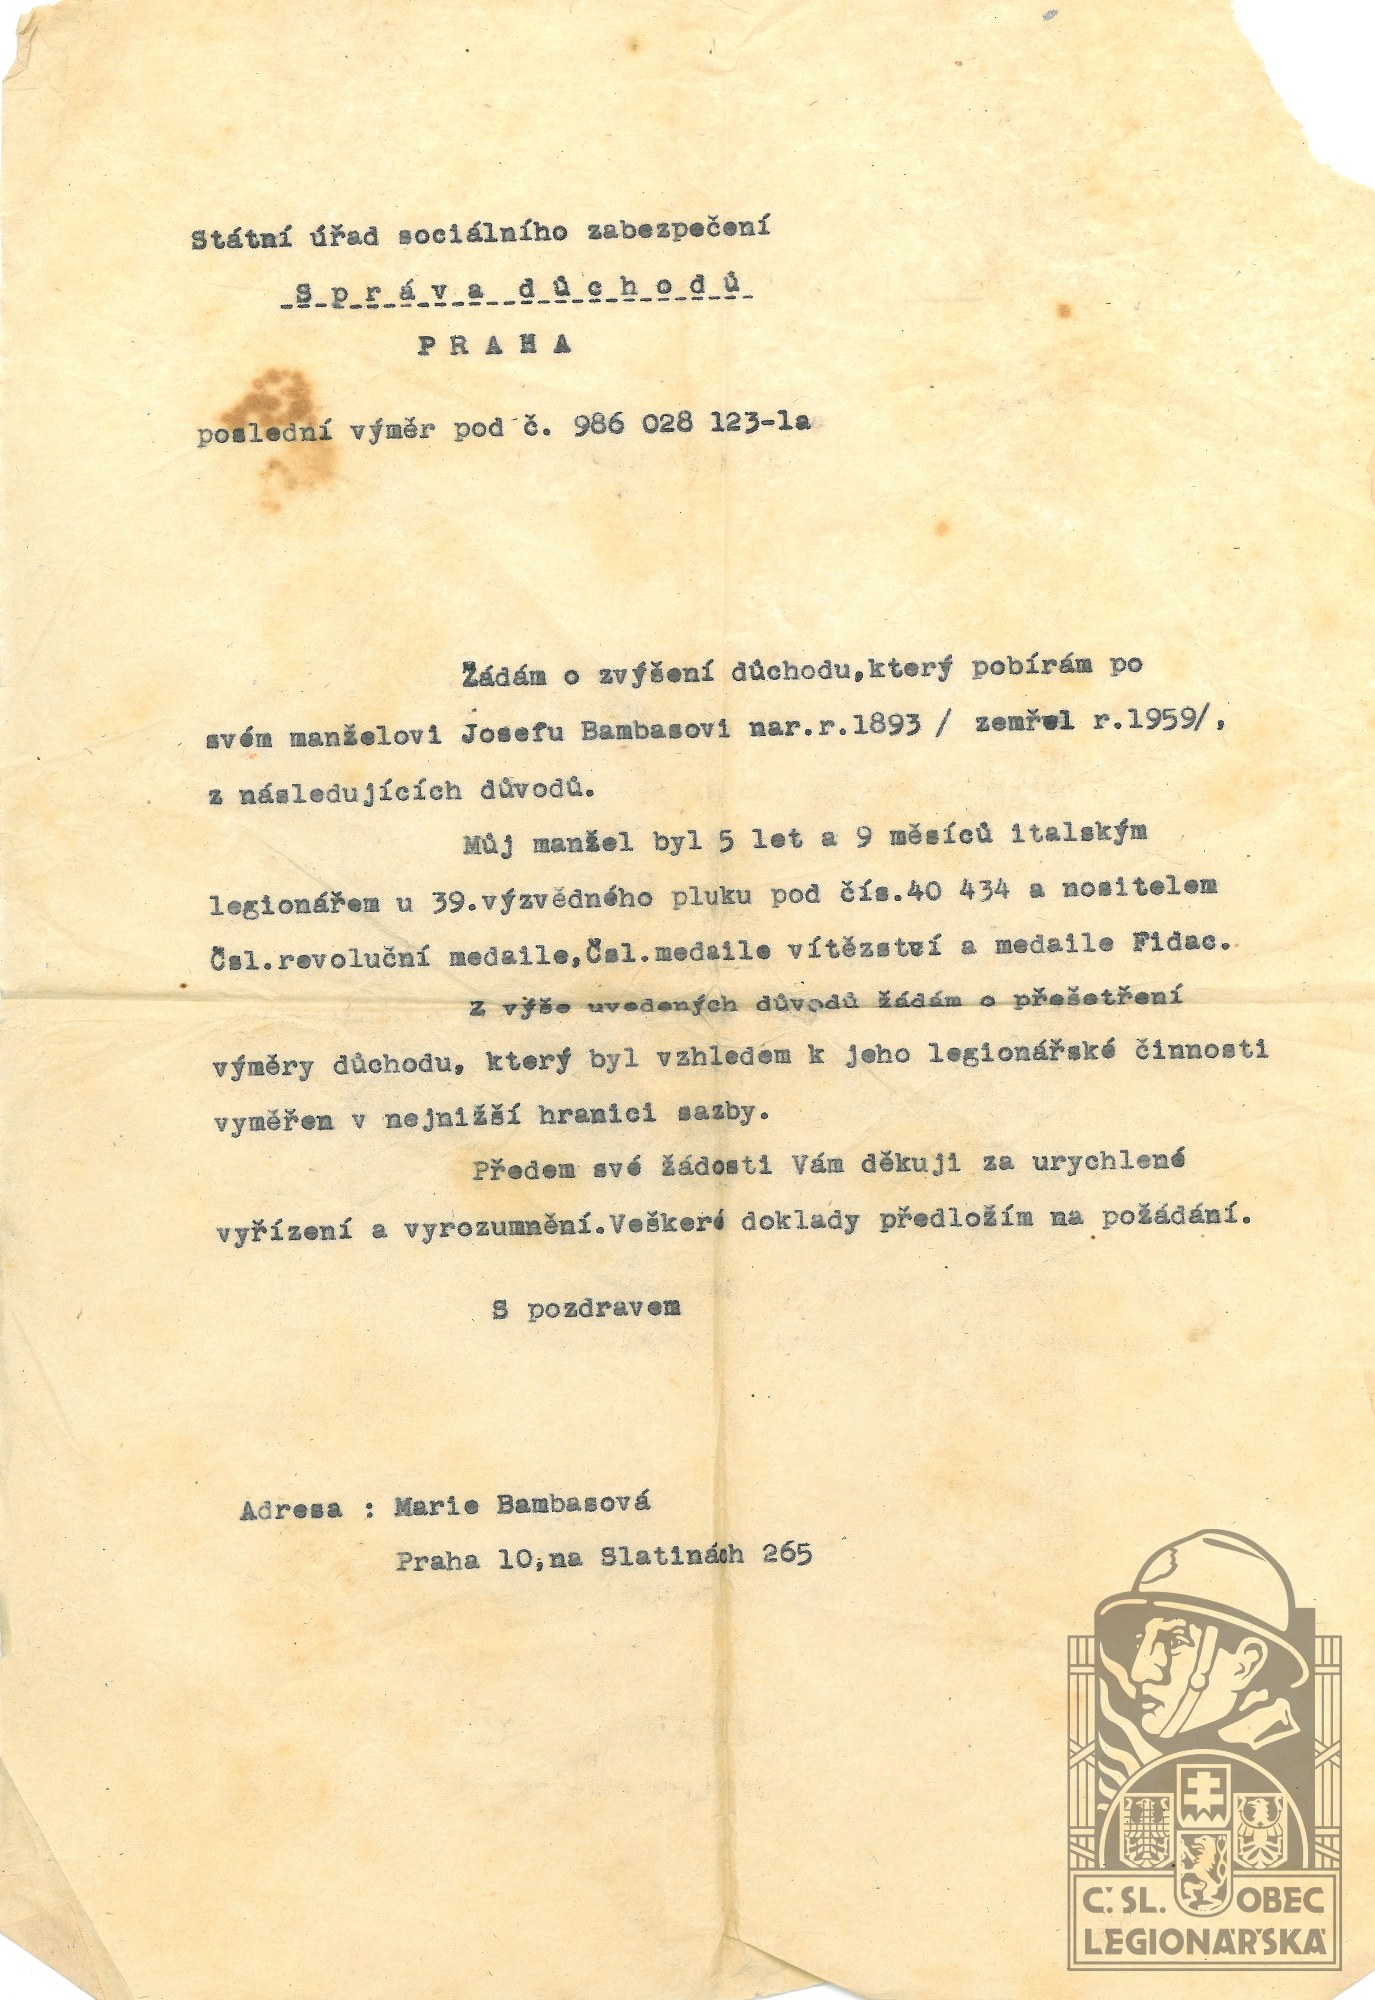 Státní úřad sociálního zabezpečení
S p r á v a  d ů c h o d ů
P R A H A
poslední výměr pod č. 986 028 123-1a
Žádám o zvýšení důchodu,který pobírám po
svém manželovi Josefu Bambasovi nar.r.1893 / zemřel r.1959/,
z následujících důvodů.
Můj manžel byl 5 let a 9 měsíců italským
legionářem u 39.výzvědného pluku pod čís.40 434 a nositelem
Čsl.revoluční medaile,Čsl.medaile vítězství a medaile Fidac.
Z výše uvedených důvodů žádám o přešetření
výměry důchodu, který byl vzhledem k jeho legionářské činnosti
vyměřen v nejnižší hranici sazby.
Předem své žádosti Vám děkuji za urychlené
vyřízení a vyrozumnění.Veškeré doklady předložím na požádání.
S pozdravem
Adresa : Marie Bambasová
Praha 10,na Slatinách 265
Č.SL. OBEC
LEGIONÁŘSKÁ